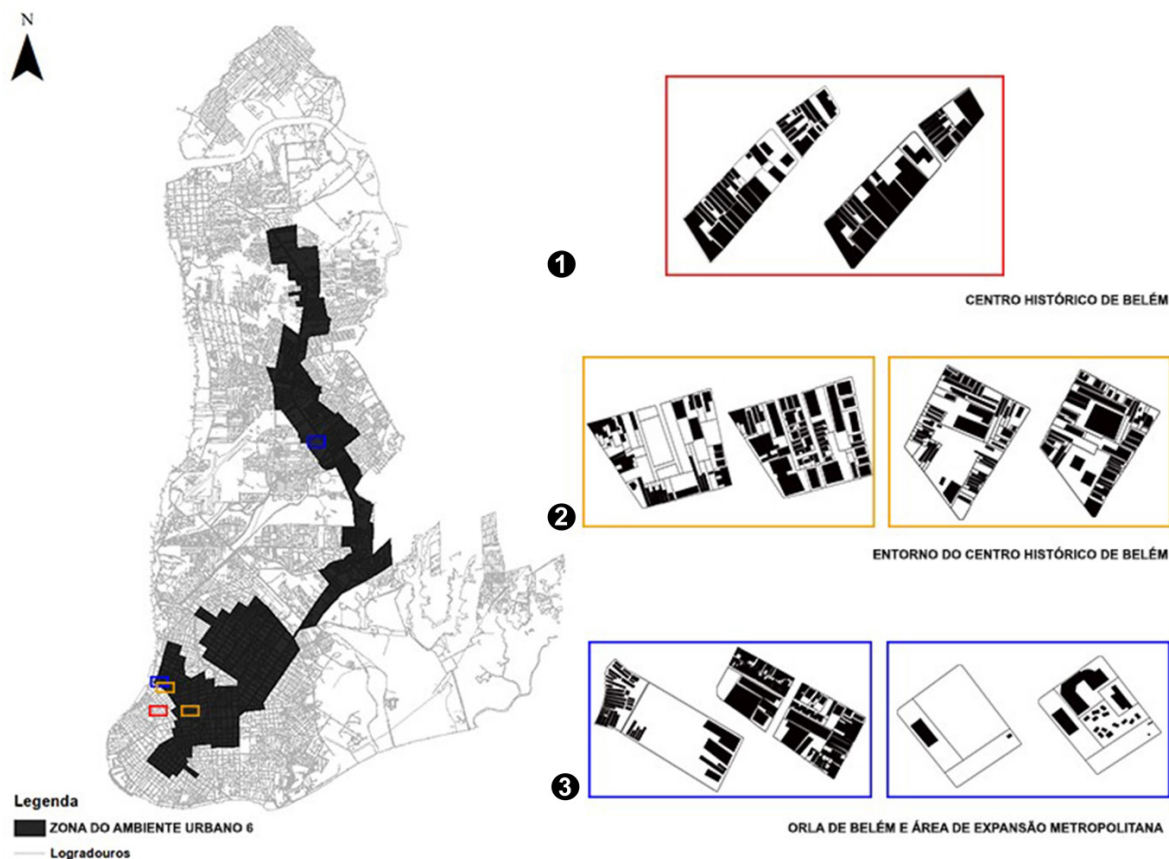 N
1
CENTRO HISTÓRICO DE BELÉM
2
ENTORNO DO CENTRO HISTÓRICO DE BELÉM
3
ORLA DE BELÉM E ÁREA DE EXPANSÃO METROPOLITANA
Legenda
ZONA DO AMBIENTE URBANO 6
Logradouros